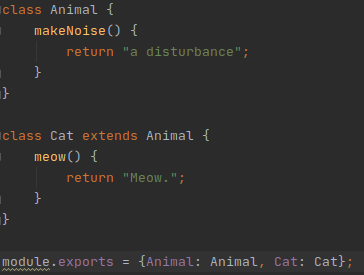 class Animal {
makeNoise() {
return "a disturbance";
}
}
class Cat extends Animal {
meow() {
return "Meow.";
}
}
module.exports = {Animal: Animal, Cat: Cat};